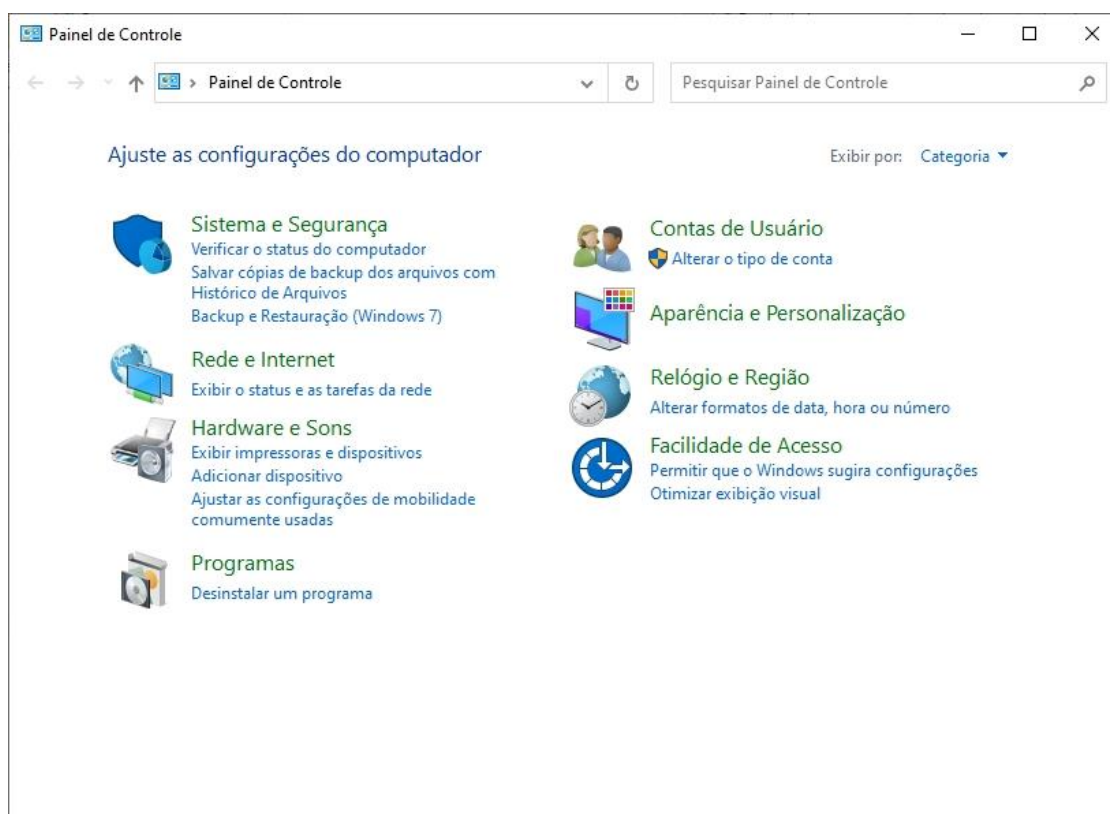 Painel de Controle
Painel de Controle
Pesquisar Painel de Controle
Ajuste as configurações do computador
Exibir por: Categoria
Sistema e Segurança
Verificar o status do computador
Salvar cópias de backup dos arquivos com
Histórico de Arquivos
Backup e Restauração (Windows 7)
Rede e Internet
Exibir o status e as tarefas da rede
Hardware e Sons
Exibir impressoras e dispositivos
Adicionar dispositivo
Ajustar as configurações de mobilidade
comumente usadas
Programas
Desinstalar um programa
Contas de Usuário
Alterar o tipo de conta
Aparência e Personalização
Relógio e Região
Alterar formatos de data, hora ou número
Facilidade de Acesso
Permitir que o Windows sugira configurações
Otimizar exibição visual